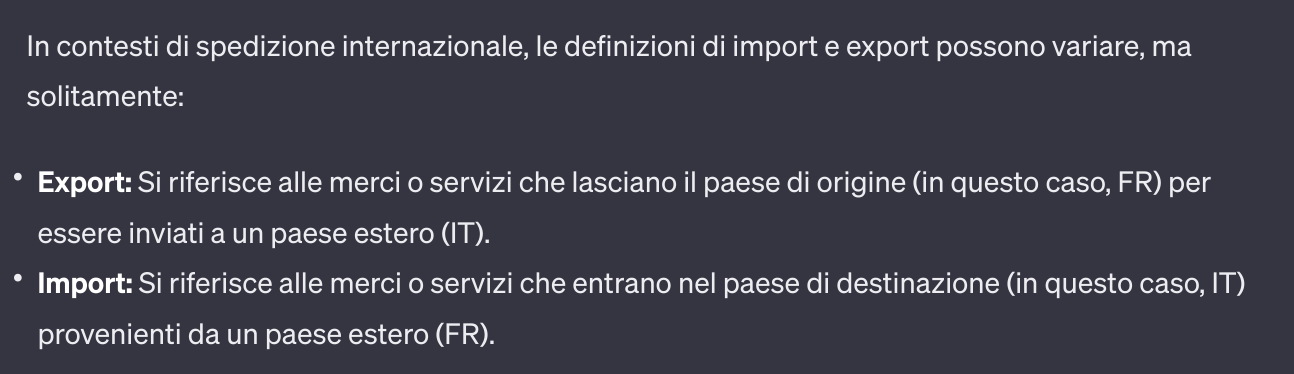 In contesti di spedizione internazionale, le definizioni di import e export possono variare, ma
solitamente:
• Export: Si riferisce alle merci o servizi che lasciano il paese di origine (in questo caso, FR) per
essere inviati a un paese estero (IT).
• Import: Si riferisce alle merci o servizi che entrano nel paese di destinazione (in questo caso, IT)
provenienti da un paese estero (FR).